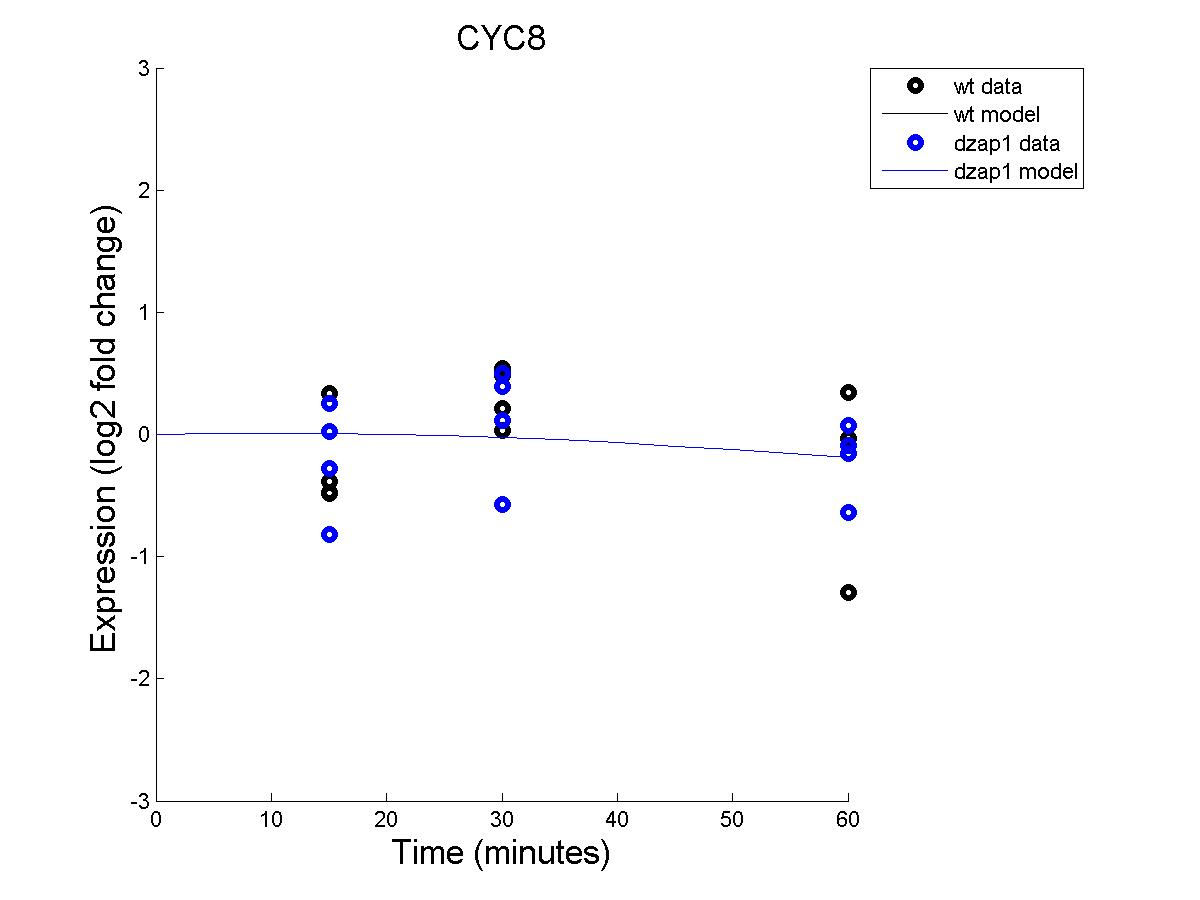 CYC8
wt data
wt model
dzap1 data
dzap1 model
Expression (log2 fold change)
3
2
1
0
-1
-2
-3
0 10 20 30 40 50 60
Time (minutes)